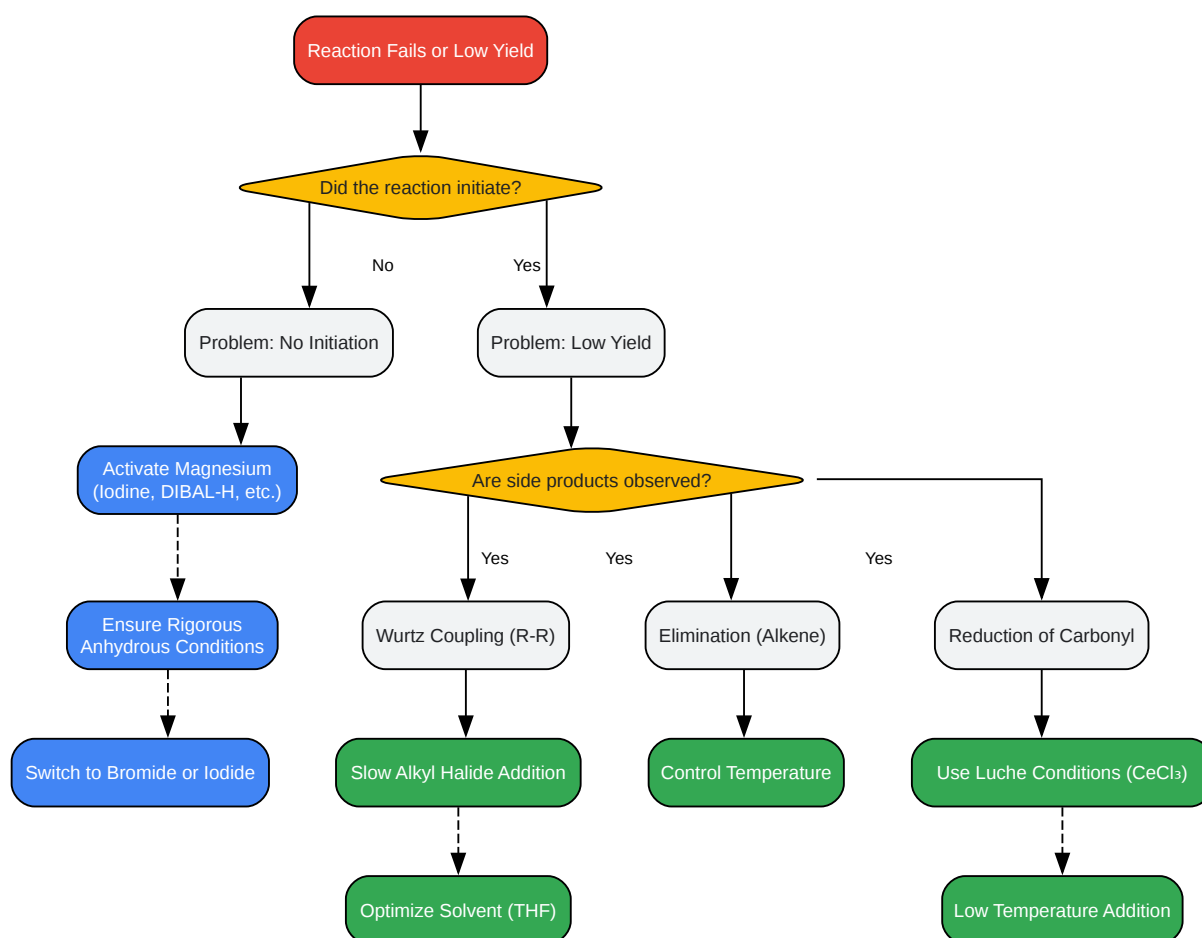 Reaction Fails or Low Yield
Did the reaction initiate?
No
Yes
Problem: No Initiation
Problem: Low Yield
Activate Magnesium
(Iodine, DIBAL-H, etc.)
Are side products observed?
Yes
Yes
Yes
Ensure Rigorous
Anhydrous Conditions
Wurtz Coupling (R-R)
Elimination (Alkene)
Reduction of Carbonyl
Switch to Bromide or Iodide
Slow Alkyl Halide Addition
Control Temperature
Use Luche Conditions (CeCl₃)
Optimize Solvent (THF)
Low Temperature Addition